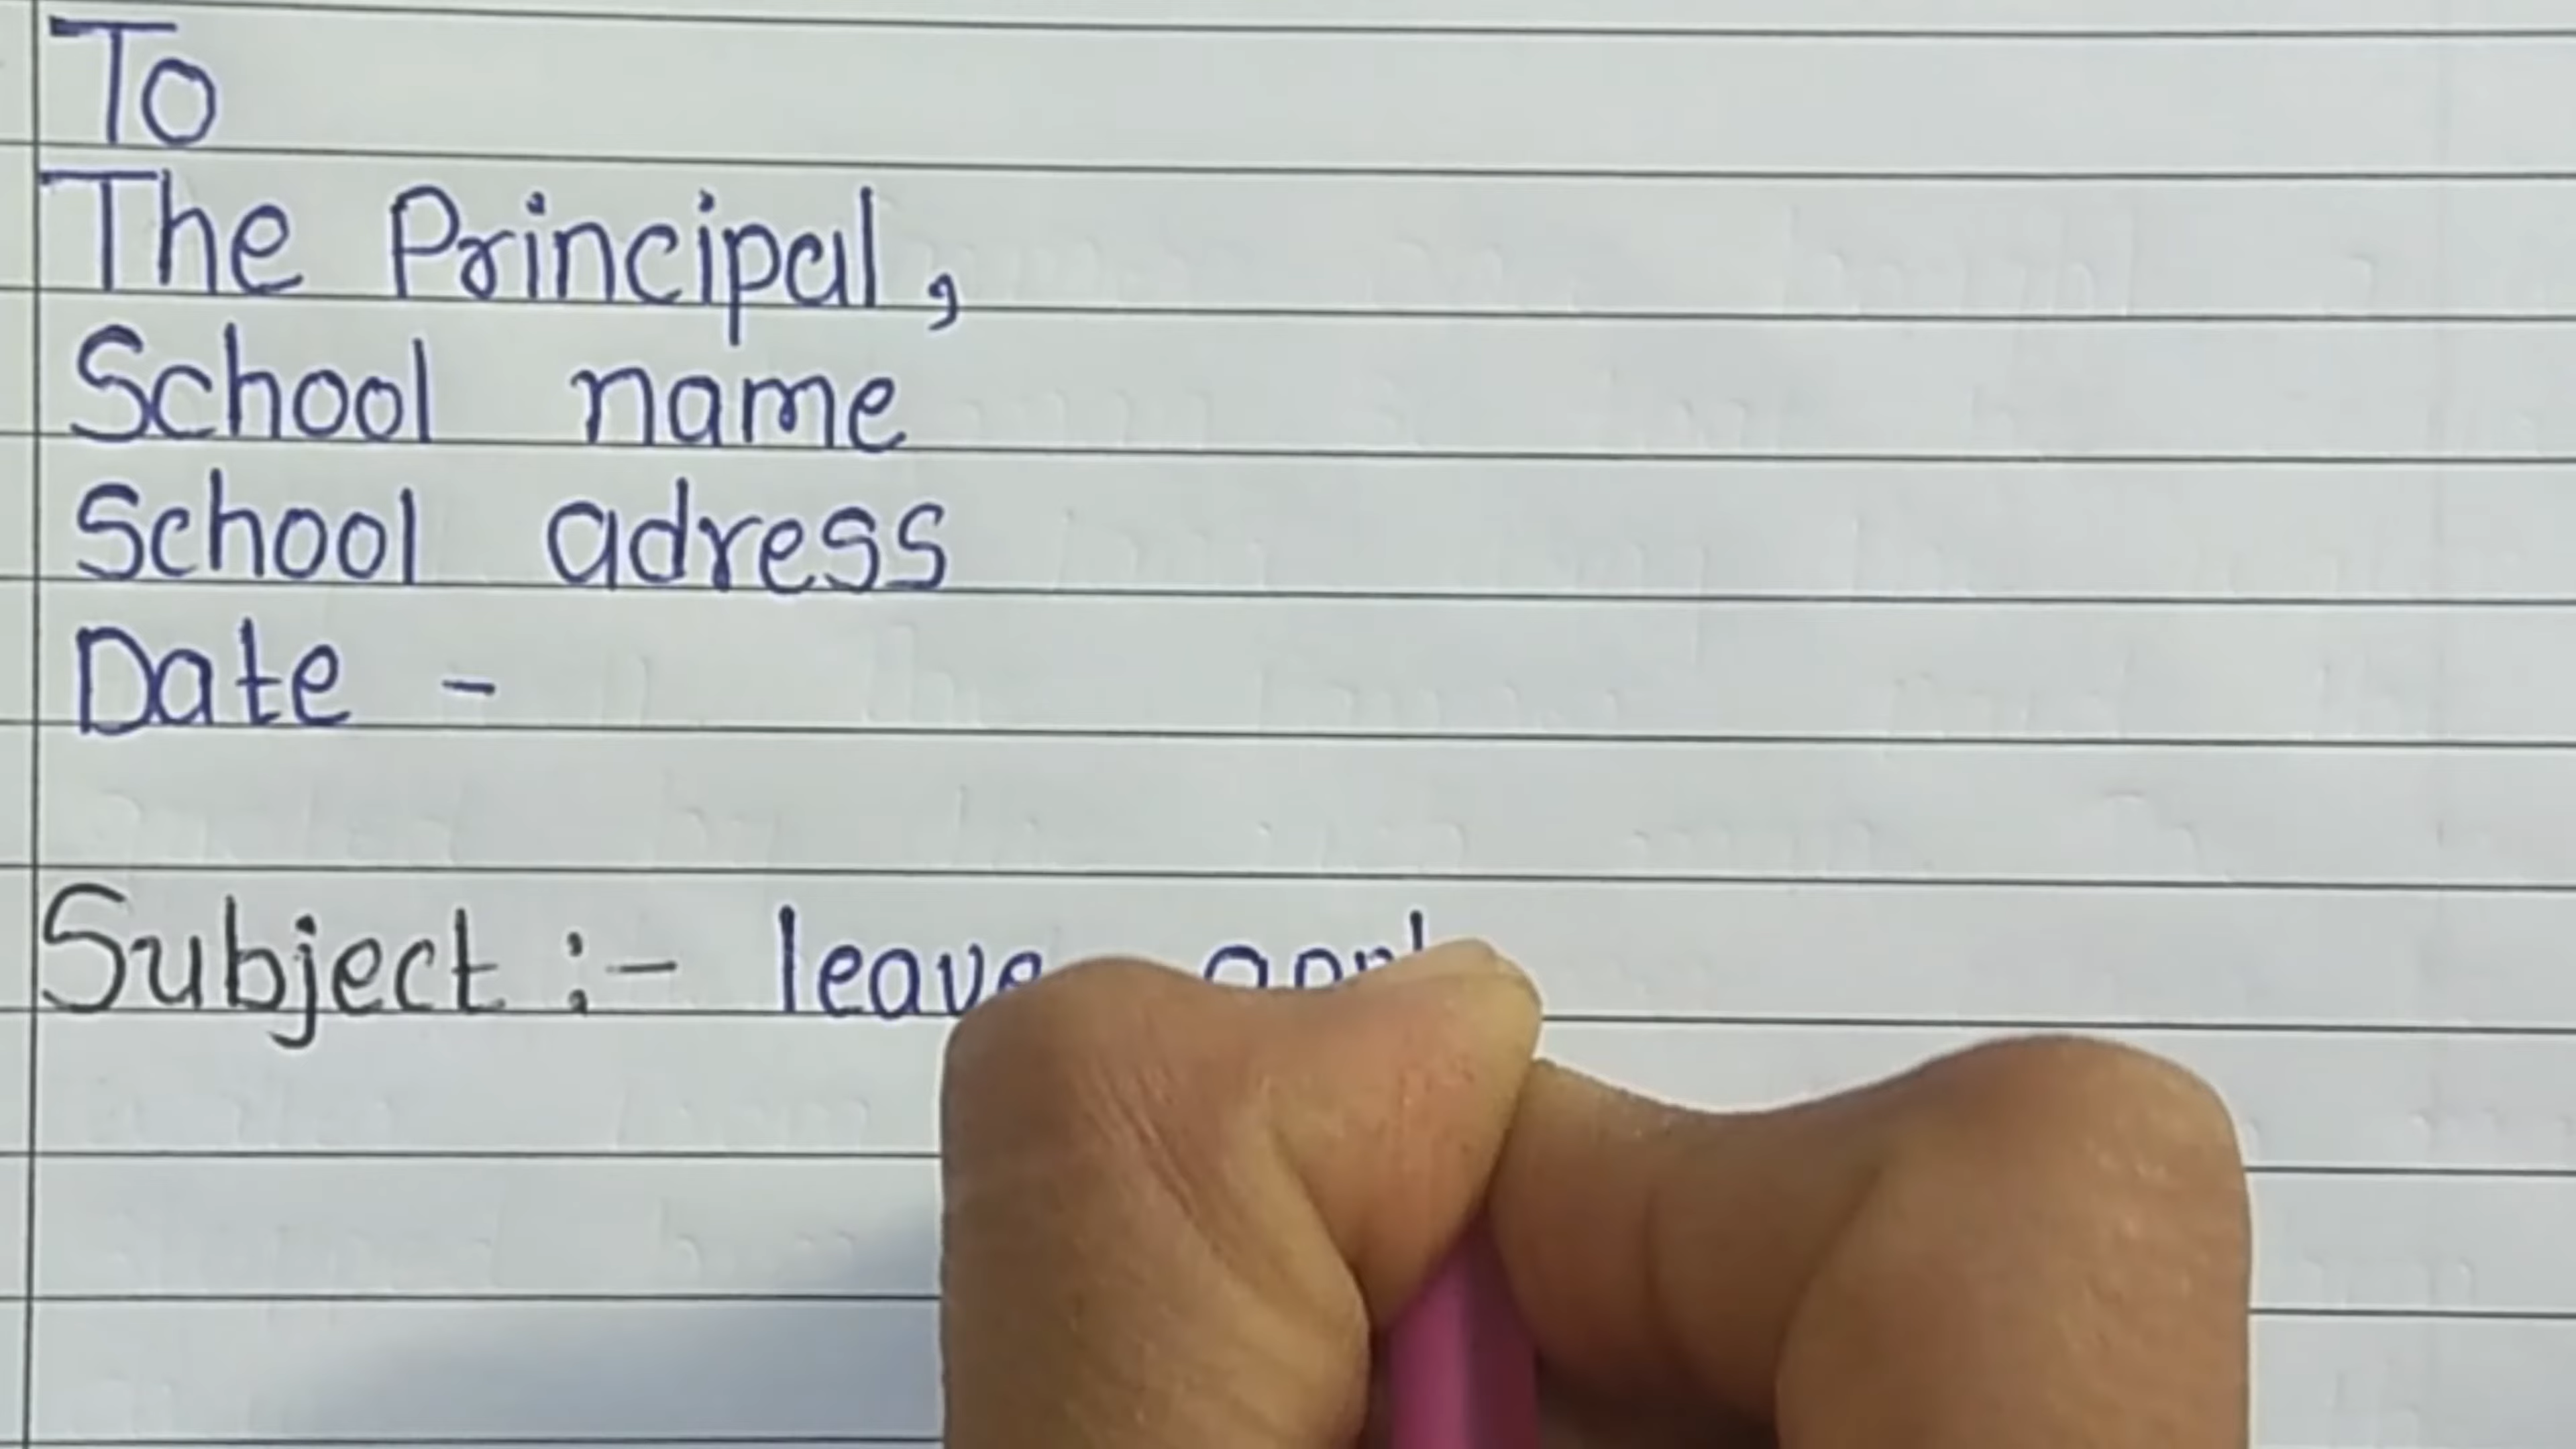 To
The Principal,
School name
School adress
Date -
Subject :- leave